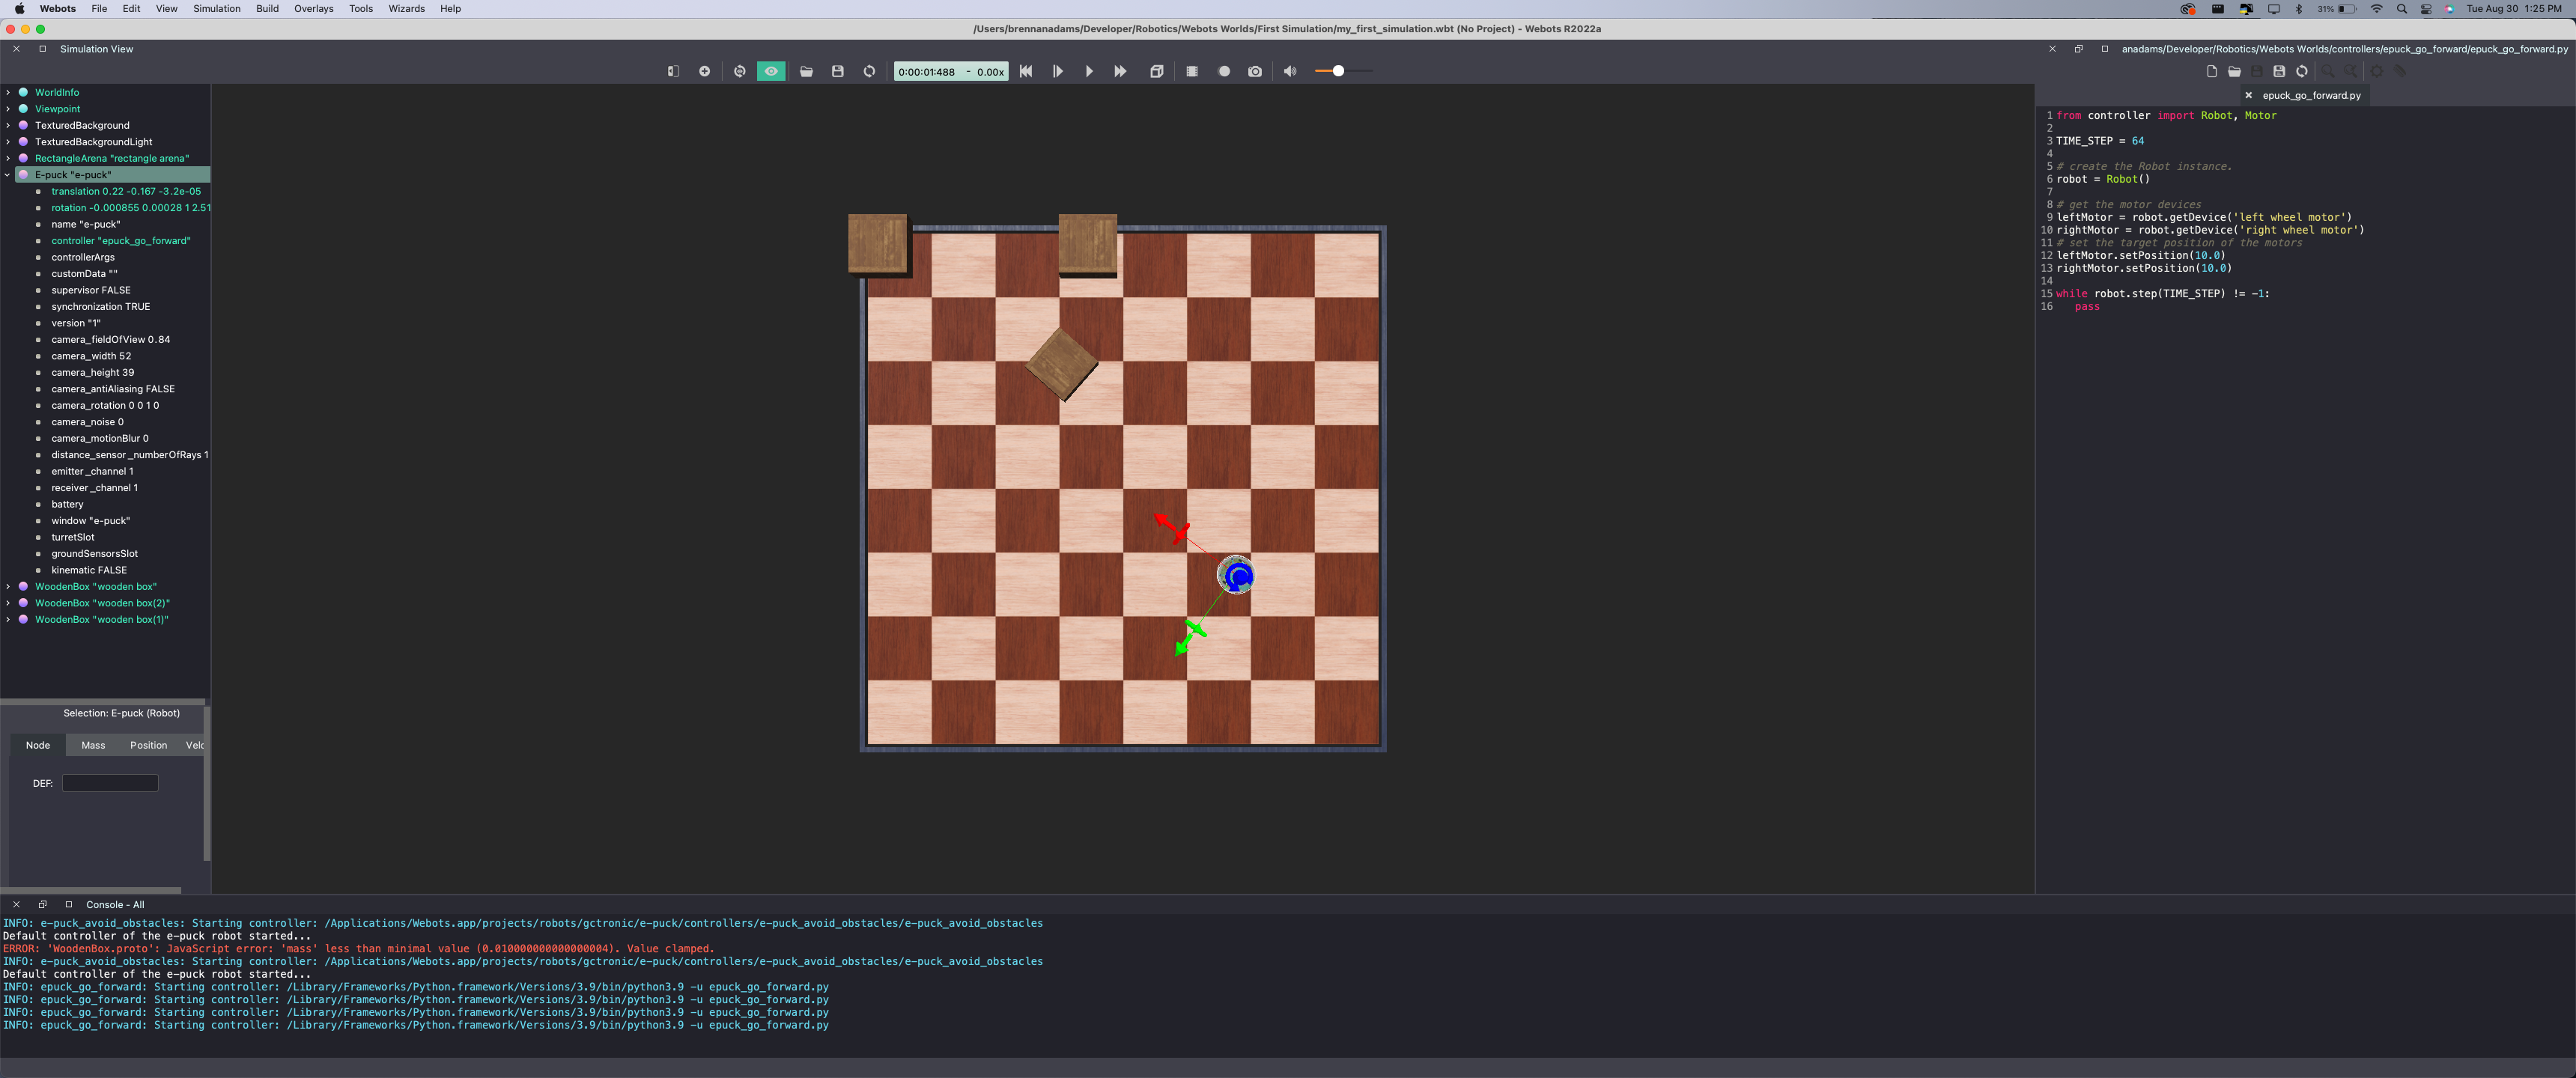 Webots File Edit View Simulation Build Overlays Tools Wizards Help 31% Tue Aug 30 1:25 PM
/Users/brennanadams/Developer/Robotics/Webots Worlds/First Simulation/my_first_simulation.wbt (No Project) - Webots R2022a
Simulation View
0:00:01:488 - 0.00x
WorldInfo
Viewpoint
TexturedBackground
TexturedBackgroundLight
RectangleArena "rectangle arena"
E-puck "e-puck"
translation 0.22 -0.167 -3.2e-05
rotation -0.000855 0.00028 1 2.51
name "e-puck"
controller "epuck_go_forward"
controllerArgs
customData ""
supervisor FALSE
synchronization TRUE
version "1"
camera_fieldOfView 0.84
camera_width 52
camera_height 39
camera_antiAliasing FALSE
camera_rotation 0 0 1 0
camera_noise 0
camera_motionBlur 0
distance_sensor_numberOfRays 1
emitter_channel 1
receiver_channel 1
battery
window "e-puck"
turretSlot
groundSensorsSlot
kinematic FALSE
WoodenBox "wooden box"
WoodenBox "wooden box(2)"
WoodenBox "wooden box(1)"
Selection: E-puck (Robot)
Node Mass Position Velc
DEF:
anadams/Developer/Robotics/Webots Worlds/controllers/epuck_go_forward/epuck_go_forward.py
epuck_go_forward.py
1 from controller import Robot, Motor
2
3 TIME_STEP = 64
4
5 # create the Robot instance.
6 robot = Robot()
7
8 # get the motor devices
9 leftMotor = robot.getDevice('left wheel motor')
10 rightMotor = robot.getDevice('right wheel motor')
11 # set the target position of the motors
12 leftMotor.setPosition(10.0)
13 rightMotor.setPosition(10.0)
14
15 while robot.step(TIME_STEP) != -1:
16 pass
Console - All
INFO: e-puck_avoid_obstacles: Starting controller: /Applications/Webots.app/projects/robots/gctronic/e-puck/controllers/e-puck_avoid_obstacles/e-puck_avoid_obstacles
Default controller of the e-puck robot started...
ERROR: 'WoodenBox.proto': JavaScript error: 'mass' less than minimal value (0.010000000000000004). Value clamped.
INFO: e-puck_avoid_obstacles: Starting controller: /Applications/Webots.app/projects/robots/gctronic/e-puck/controllers/e-puck_avoid_obstacles/e-puck_avoid_obstacles
Default controller of the e-puck robot started...
INFO: epuck_go_forward: Starting controller: /Library/Frameworks/Python.framework/Versions/3.9/bin/python3.9 -u epuck_go_forward.py
INFO: epuck_go_forward: Starting controller: /Library/Frameworks/Python.framework/Versions/3.9/bin/python3.9 -u epuck_go_forward.py
INFO: epuck_go_forward: Starting controller: /Library/Frameworks/Python.framework/Versions/3.9/bin/python3.9 -u epuck_go_forward.py
INFO: epuck_go_forward: Starting controller: /Library/Frameworks/Python.framework/Versions/3.9/bin/python3.9 -u epuck_go_forward.py